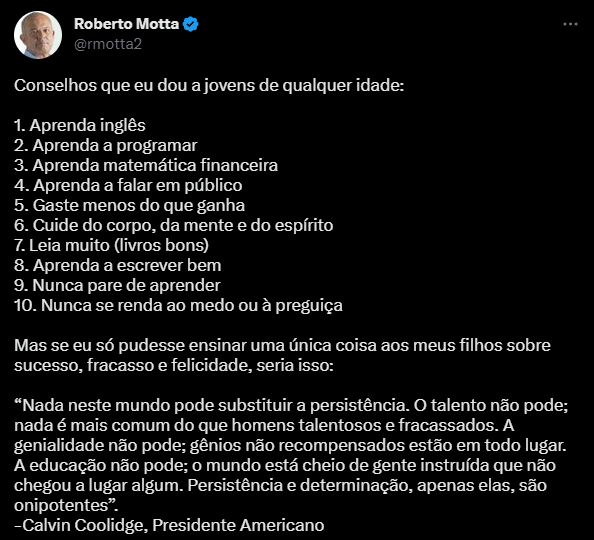 Roberto Motta
@rmotta2
Conselhos que eu dou a jovens de qualquer idade:
1. Aprenda inglês
2. Aprenda a programar
3. Aprenda matemática financeira
4. Aprenda a falar em público
5. Gaste menos do que ganha
6. Cuide do corpo, da mente e do espírito
7. Leia muito (livros bons)
8. Aprenda a escrever bem
9. Nunca pare de aprender
10. Nunca se renda ao medo ou à preguiça
Mas se eu só pudesse ensinar uma única coisa aos meus filhos sobre
sucesso, fracasso e felicidade, seria isso:
“Nada neste mundo pode substituir a persistência. O talento não pode;
nada é mais comum do que homens talentosos e fracassados. A
genialidade não pode; gênios não recompensados estão em todo lugar.
A educação não pode; o mundo está cheio de gente instruída que não
chegou a lugar algum. Persistência e determinação, apenas elas, são
onipotentes”.
-Calvin Coolidge, Presidente Americano